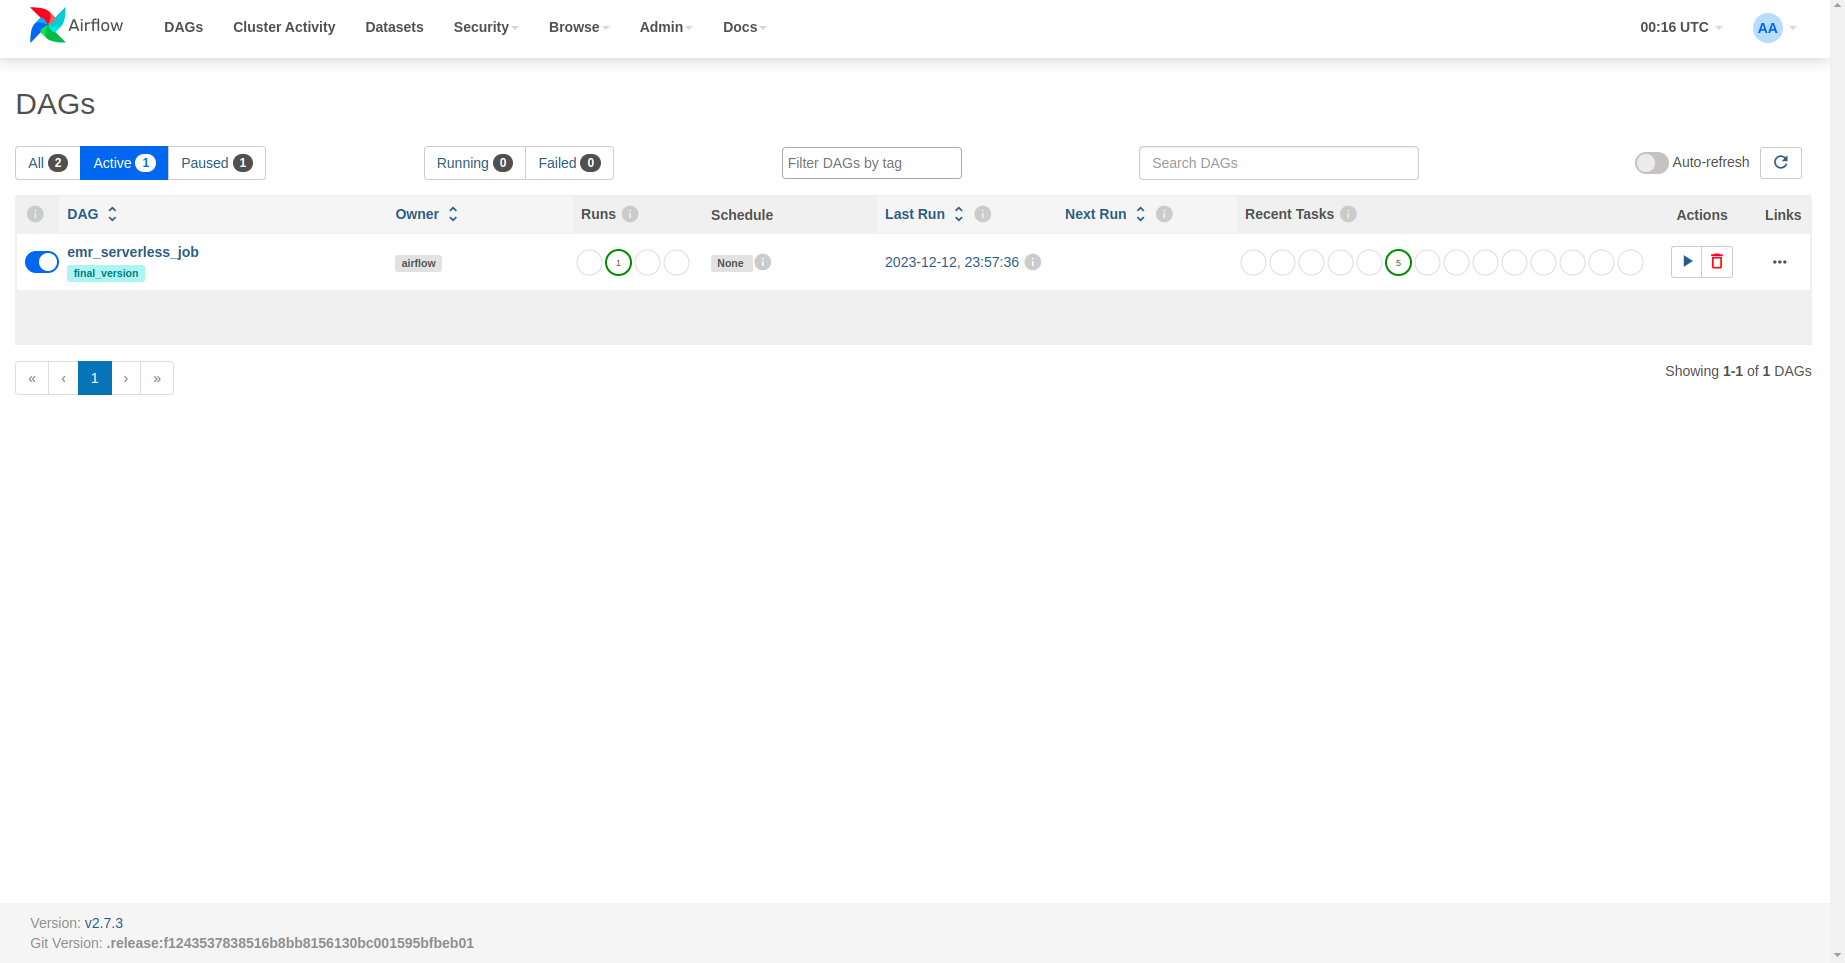 Airflow DAGs Cluster Activity Datasets Security Browse Admin Docs 00:16 UTC AA
DAGs
All 2 Active 1 Paused 1 Running 0 Failed 0 Filter DAGs by tag Search DAGs Auto-refresh
DAG Owner Runs Schedule Last Run Next Run Recent Tasks Actions Links
emr_serverless_job
final_version
airflow 1 None 2023-12-12, 23:57:36 5
« ‹ 1 › » Showing 1-1 of 1 DAGs
Version: v2.7.3
Git Version: .release:f1243537838516b8bb8156130bc001595bfbeb01